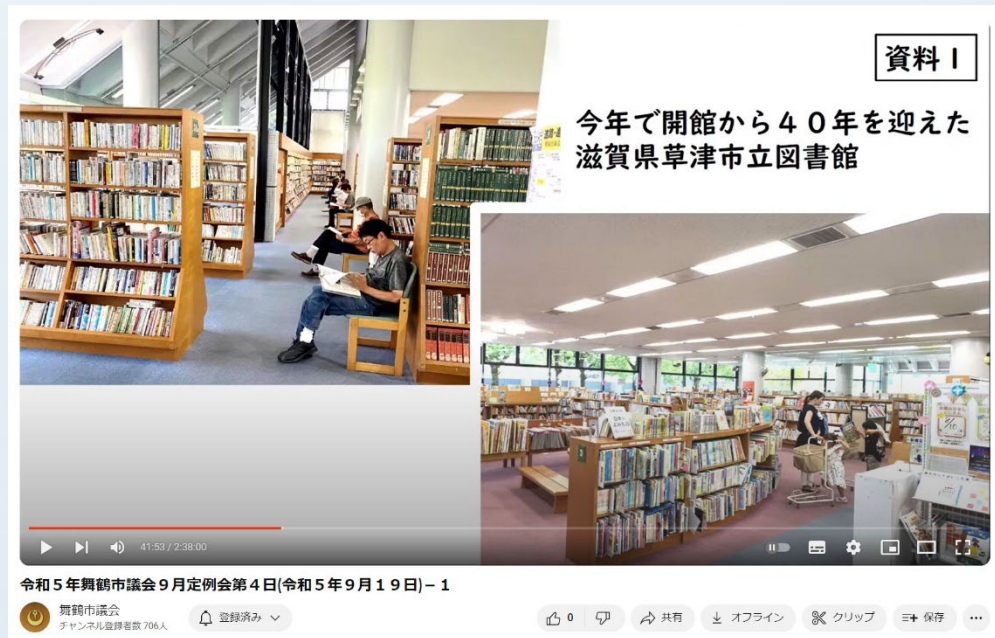 資料１
今年で開館から４０年を迎えた
滋賀県草津市立図書館
41:53 / 2:38:00
令和５年舞鶴市議会９月定例会第４日(令和５年９月１９日)－１
舞鶴市議会
チャンネル登録者数 706人
登録済み
0
共有
オフライン
クリップ
保存